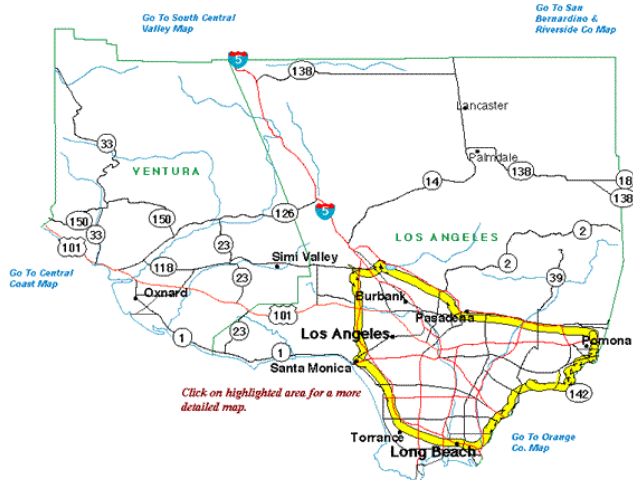 Go To South Central
Valley Map
Go To San
Bernardino &
Riverside Co Map
5
138
Lancaster
33
Palmdale
138
18
138
VENTURA
14
150
150
126
5
33
101
23
LOS ANGELES
2
2
39
Go To Central
Coast Map
118
Simi Valley
23
Oxnard
Burbank
Pasadena
101
1
23
Los Angeles
Pomona
1
Santa Monica
142
Click on highlighted area for a more
detailed map.
Torrance
Long Beach
Go To Orange
Co. Map